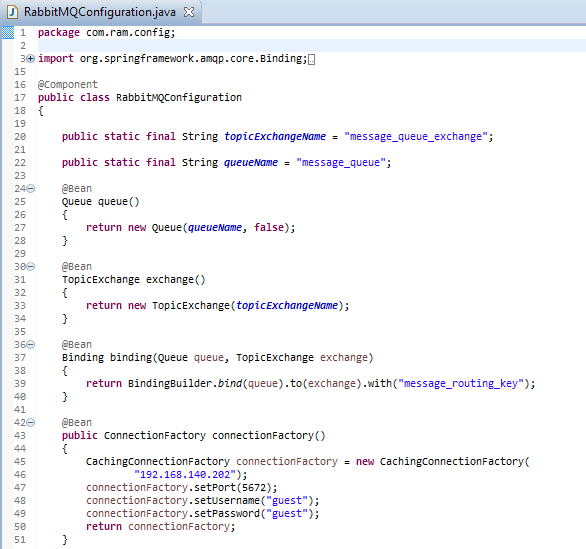 RabbitMQConfiguration.java
1 package com.ram.config;
2
3 import org.springframework.amqp.core.Binding;
15
16 @Component
17 public class RabbitMQConfiguration
18 {
19
20 public static final String topicExchangeName = "message_queue_exchange";
21
22 public static final String queueName = "message_queue";
23
24 @Bean
25 Queue queue()
26 {
27 return new Queue(queueName, false);
28 }
29
30 @Bean
31 TopicExchange exchange()
32 {
33 return new TopicExchange(topicExchangeName);
34 }
35
36 @Bean
37 Binding binding(Queue queue, TopicExchange exchange)
38 {
39 return BindingBuilder.bind(queue).to(exchange).with("message_routing_key");
40 }
41
42 @Bean
43 public ConnectionFactory connectionFactory()
44 {
45 CachingConnectionFactory connectionFactory = new CachingConnectionFactory(
46 "192.168.140.202");
47 connectionFactory.setPort(5672);
48 connectionFactory.setUsername("guest");
49 connectionFactory.setPassword("guest");
50 return connectionFactory;
51 }